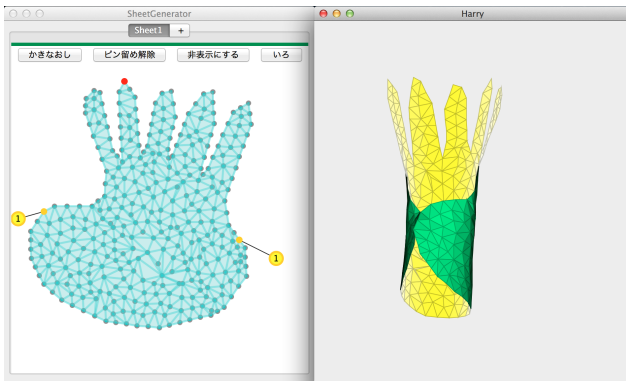 SheetGenerator
Sheet1 +
かきなおし ピン留め解除 非表示にする いろ
1
1
Harry